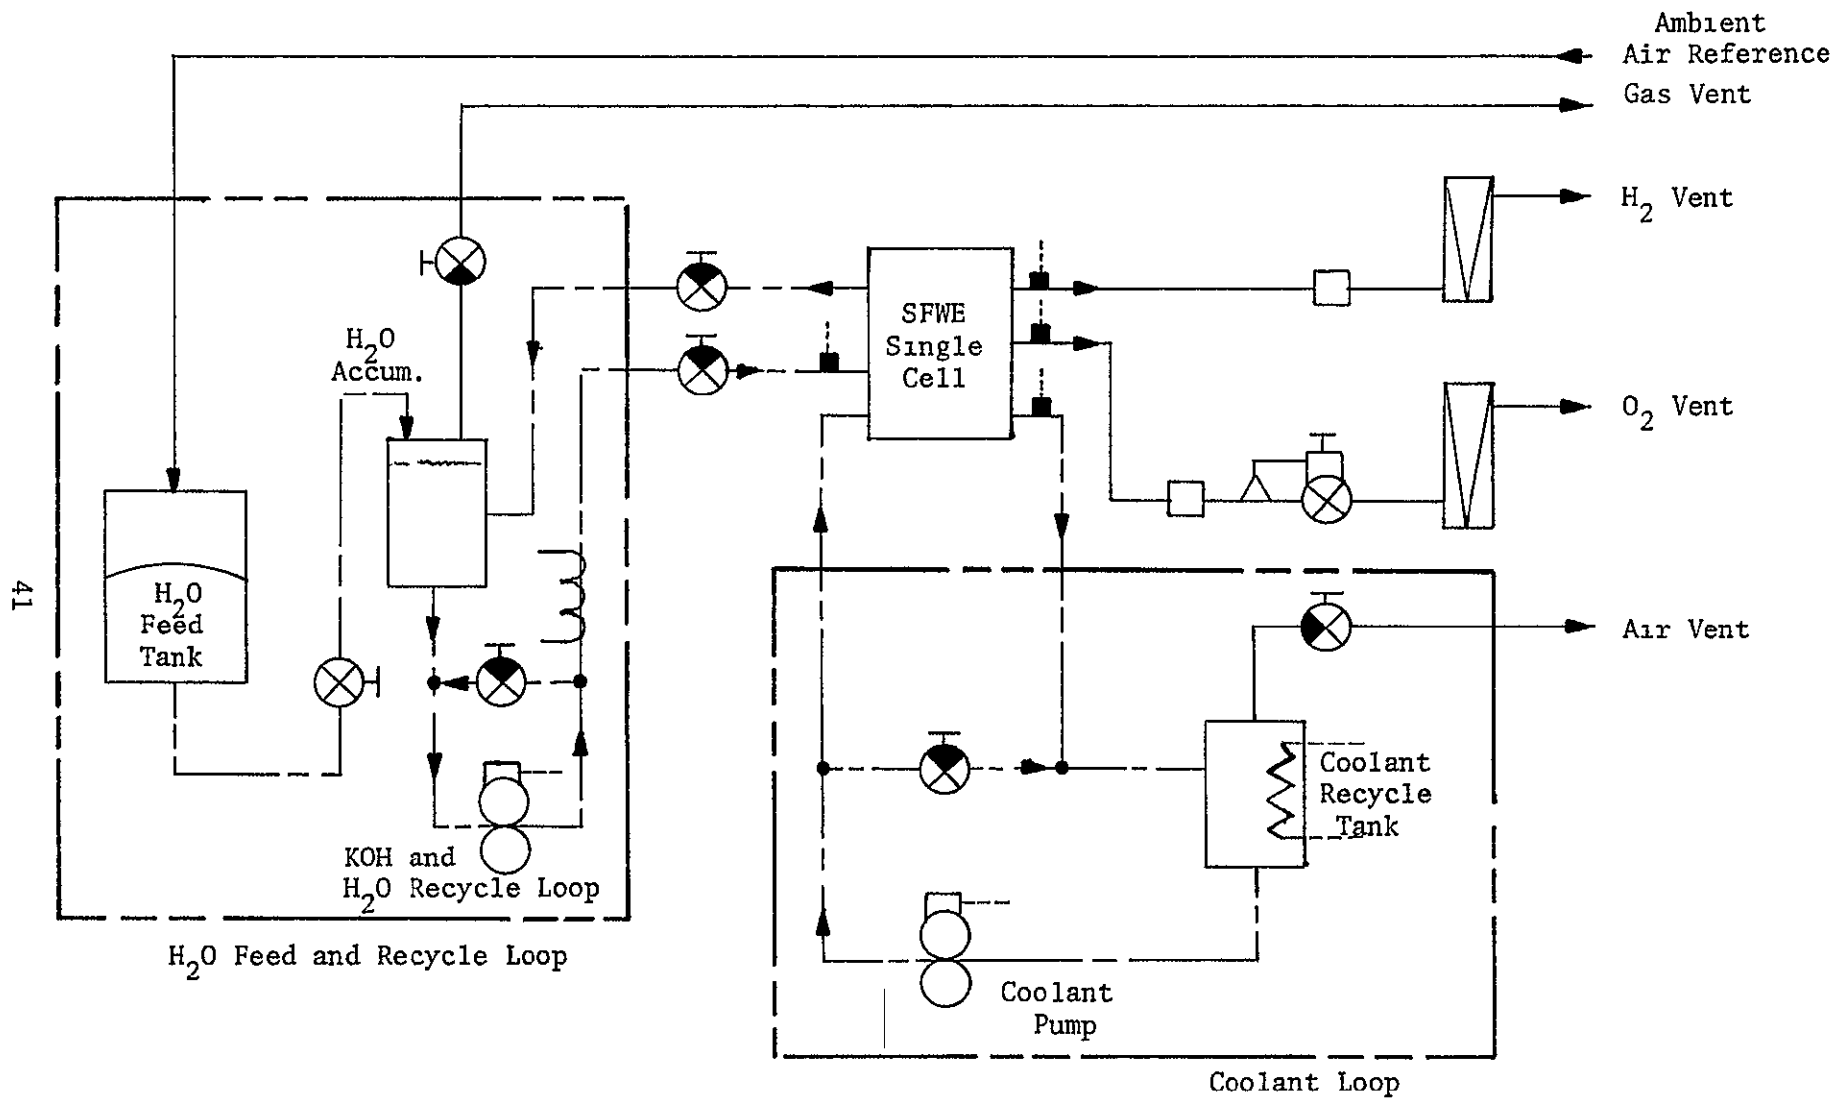 Ambient
Air Reference
Gas Vent
H2 Vent
SFWE
Single
Cell
H2O
Accum.
O2 Vent
H2O
Feed
Tank
41
Air Vent
Coolant
Recycle
Tank
KOH and
H2O Recycle Loop
H2O Feed and Recycle Loop
Coolant
Pump
Coolant Loop